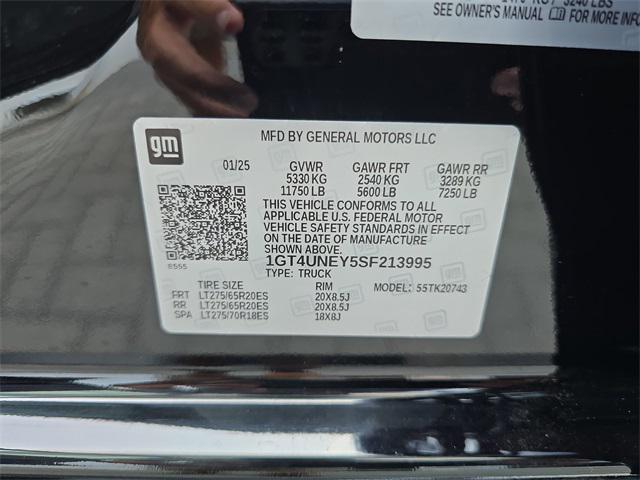 3240 LBS
SEE OWNER'S MANUAL FOR MORE INFO
gm
MFD BY GENERAL MOTORS LLC
01/25 GVWR GAWR FRT GAWR RR
5330 KG 2540 KG 3289 KG
11750 LB 5600 LB 7250 LB
THIS VEHICLE CONFORMS TO ALL
APPLICABLE U.S. FEDERAL MOTOR
VEHICLE SAFETY STANDARDS IN EFFECT
ON THE DATE OF MANUFACTURE
SHOWN ABOVE.
1GT4UNEY5SF213995
TYPE: TRUCK
TIRE SIZE RIM MODEL: 55TK20743
FRT LT275/65R20ES 20X8.5J
RR LT275/65R20ES 20X8.5J
SPA LT275/70R18ES 18X8J